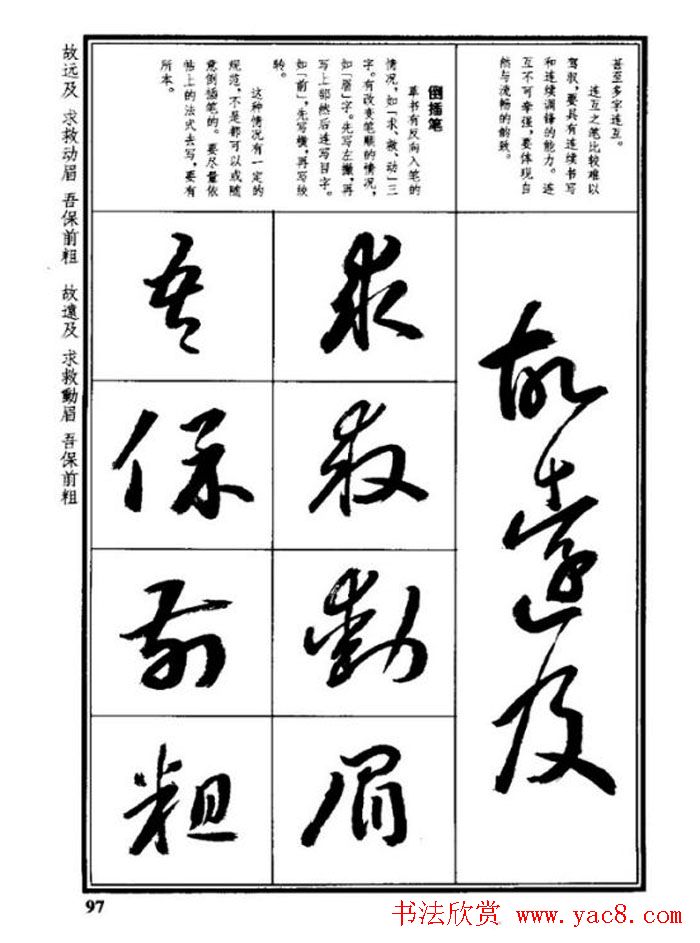 甚至多字连互。
连互之笔比较难以
驾驭，要具有连续书写
和连续调锋的能力。连
互不可牵强，要体现自
然与流畅的韵致。
倒插笔
草书有反向入笔的
情况，如「求、救、动」三
字。有改变笔顺的情况，
如「眉」字。先写左撇，再
写上部然后连写目字。
如「前」，先写横，再写绞
转。
这种情况有一定的
规范，不是都可以或随
意倒插笔的。要尽量依
帖上的法式去写，要有
所本。
故遠及
求
救
動
眉
吾
保
前
粗
故远及 求救动眉 吾保前粗 故遠及 求救動眉 吾保前粗
97
书法欣赏 www.yac8.com